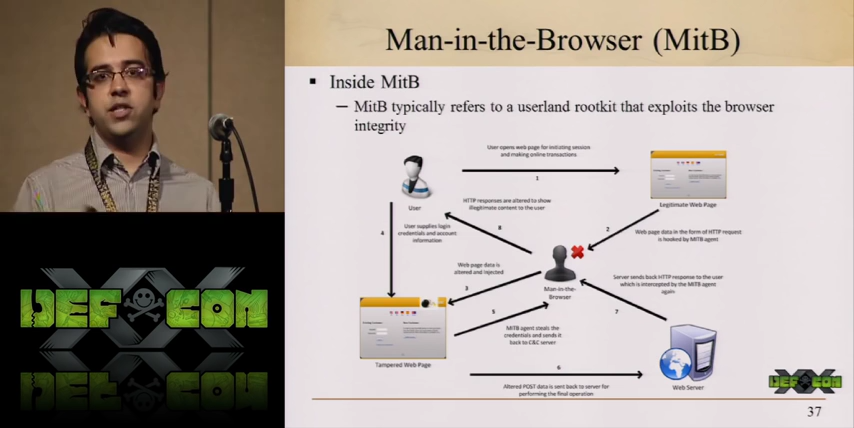 Man-in-the-Browser (MitB)
Inside MitB
– MitB typically refers to a userland rootkit that exploits the browser
integrity
User opens web page for initiating session
and making online transactions
1
User
Legitimate Web Page
HTTP responses are altered to show
illegitimate content to the user
8
2
4
User supplies login
credentials and account
information
Web page data in the form of HTTP request
is hooked by MITB agent
Web page data is
altered and injected
3
Man-in-the-
Browser
Server sends back HTTP response to the user
which is intercepted by the MITB agent
again
5
7
MITB agent steals the
credentials and sends it
back to C&C server
Tampered Web Page
6
Altered POST data is sent back to server for
performing the final operation
Web Server
DEFCON
XX
DEFCON
37